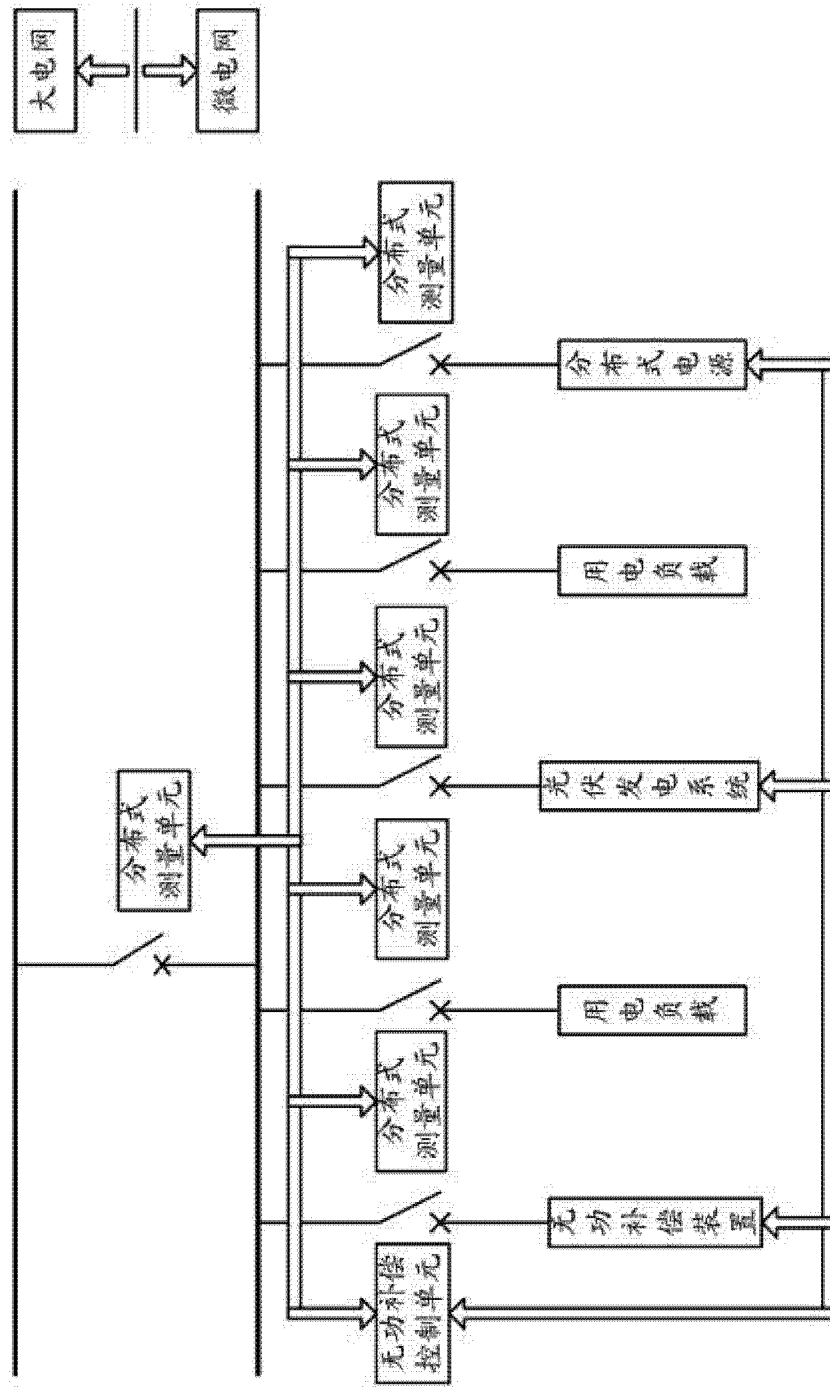 大电网
分布式
测量单元
微电网
无功补偿
控制单元
分布式
测量单元
分布式
测量单元
分布式
测量单元
分布式
测量单元
分布式
测量单元
无功补偿装置
用电负载
光伏发电系统
用电负载
分布式电源